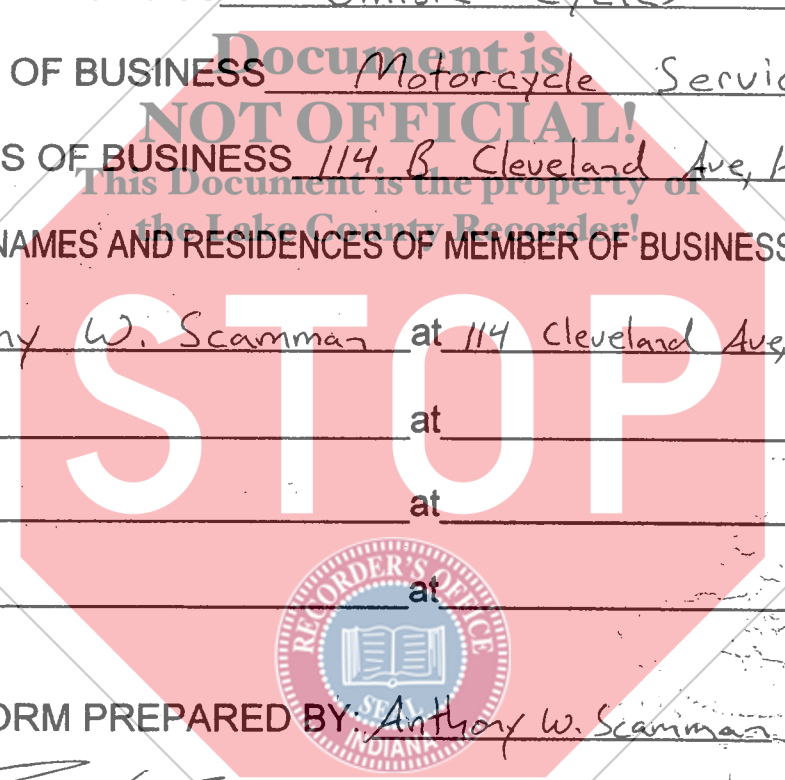 Cycles
Document is
OF BUSINESS Motorcycle Servic
NOT OFFICIAL!
S OF BUSINESS 114 B Cleveland Ave, H
This Document is the property of
the Lake County Recorder!
NAMES AND RESIDENCES OF MEMBER OF BUSINESS
STOP
ny W. Scamman at 114 Cleveland Ave,
at
at
at
RECORDER'S OFFICE
SEAL
INDIANA
ORM PREPARED BY: Anthony W. Scamman